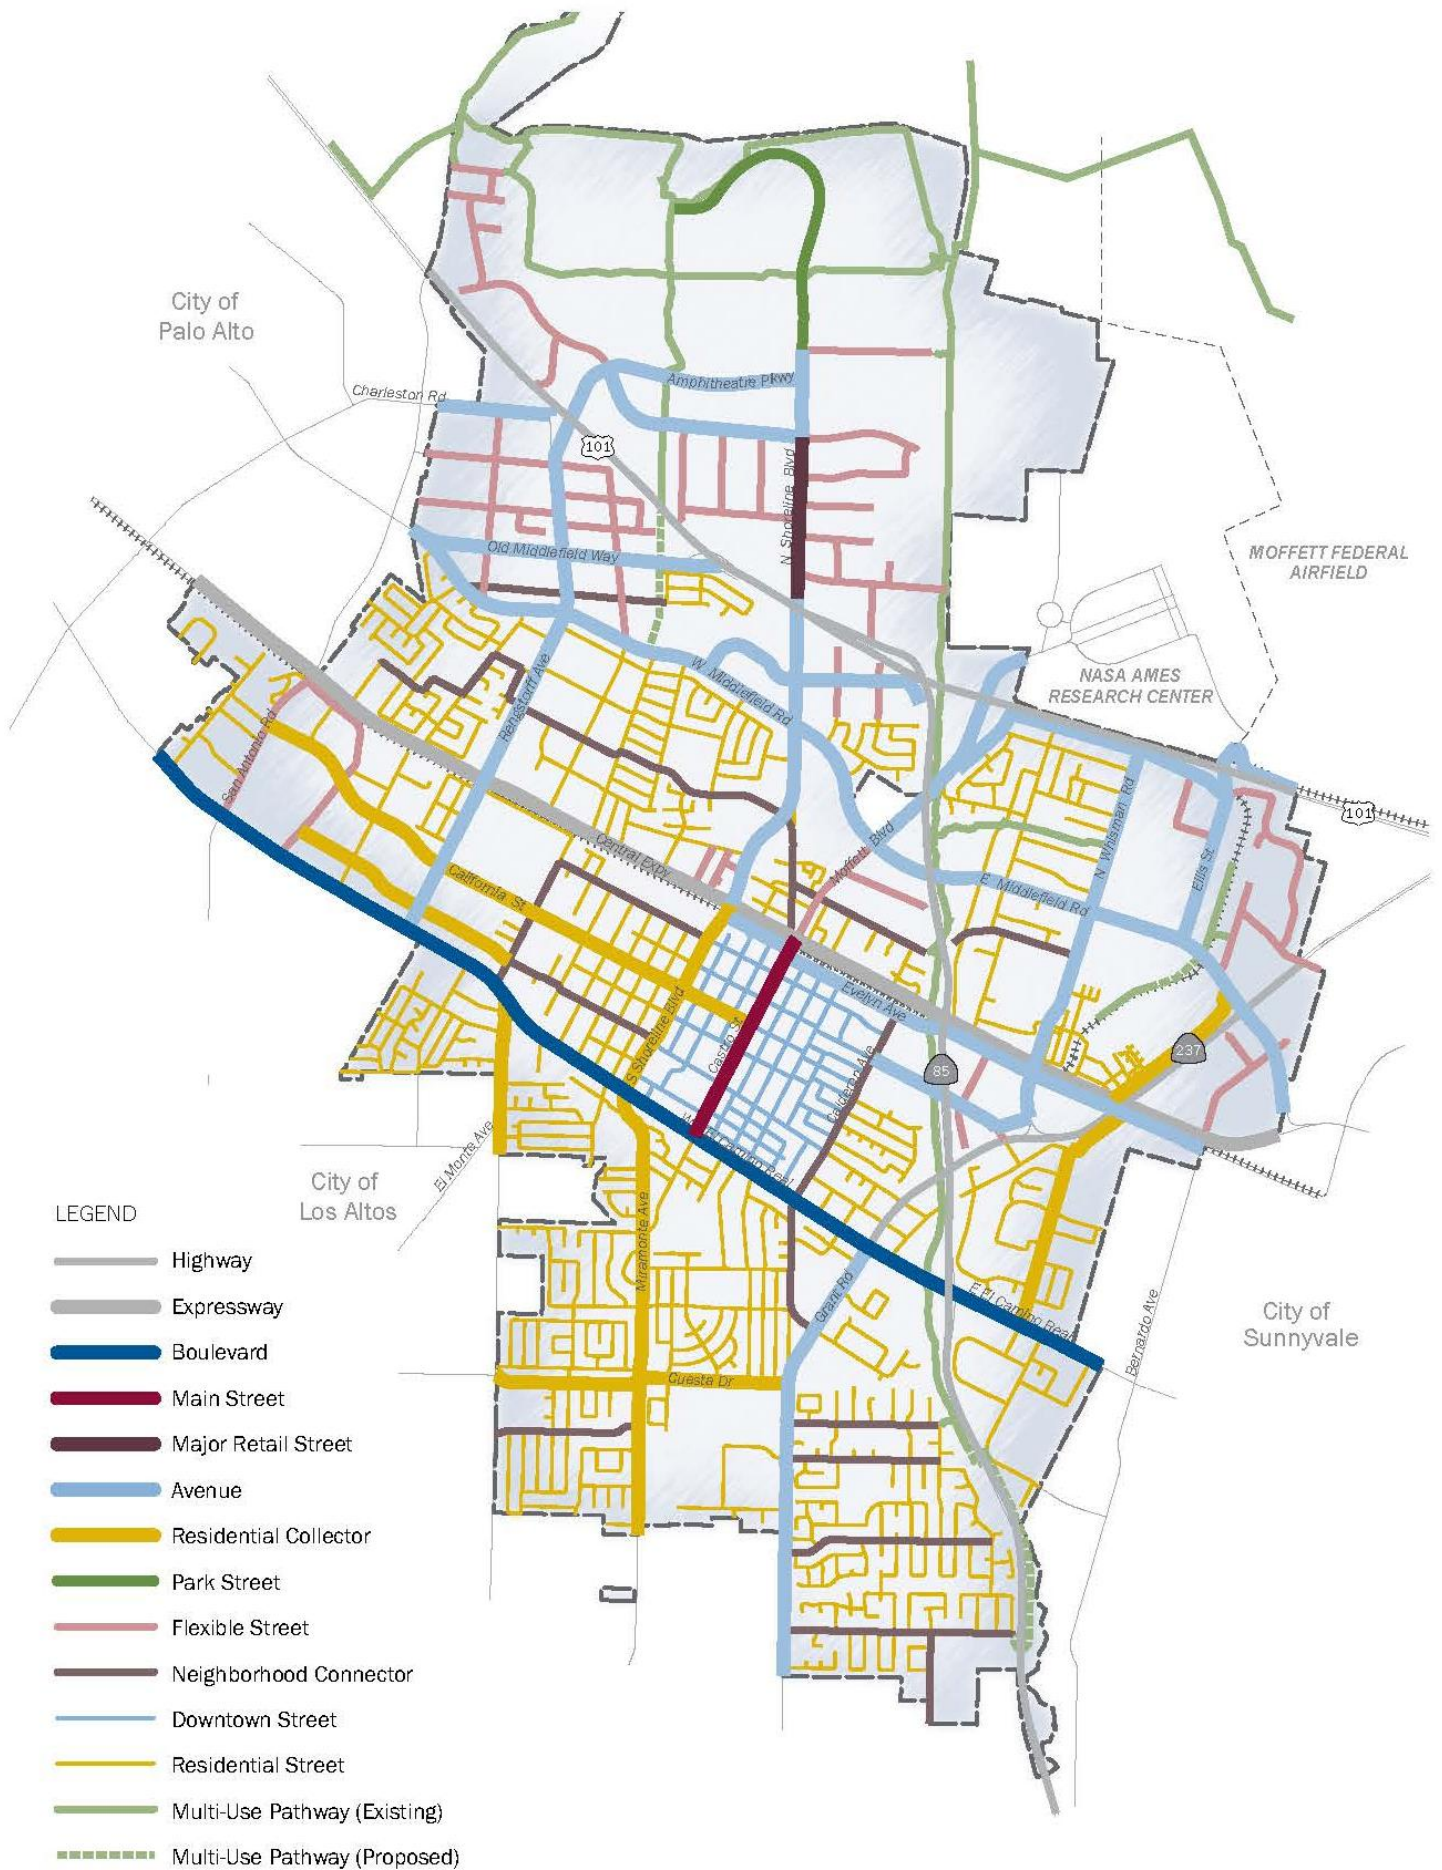 City of
Palo Alto
Charleston Rd
Amphitheatre Pkwy
101
N Shoreline Blvd
Old Middlefield Way
MOFFETT FEDERAL
AIRFIELD
NASA AMES
RESEARCH CENTER
W Middlefield Rd
Rengstorff Ave
San Antonio Rd
N Whisman Rd
101
Moffett Blvd
Central Expy
Ellis St
California St
E Middlefield Rd
Evelyn Ave
S Shoreline Blvd
Castro St
Calderon Ave
237
85
W El Camino Real
El Monte Ave
City of
Los Altos
Miramonte Ave
Grant Rd
E El Camino Real
Bernardo Ave
City of
Sunnyvale
Cuesta Dr
LEGEND
Highway
Expressway
Boulevard
Main Street
Major Retail Street
Avenue
Residential Collector
Park Street
Flexible Street
Neighborhood Connector
Downtown Street
Residential Street
Multi-Use Pathway (Existing)
Multi-Use Pathway (Proposed)